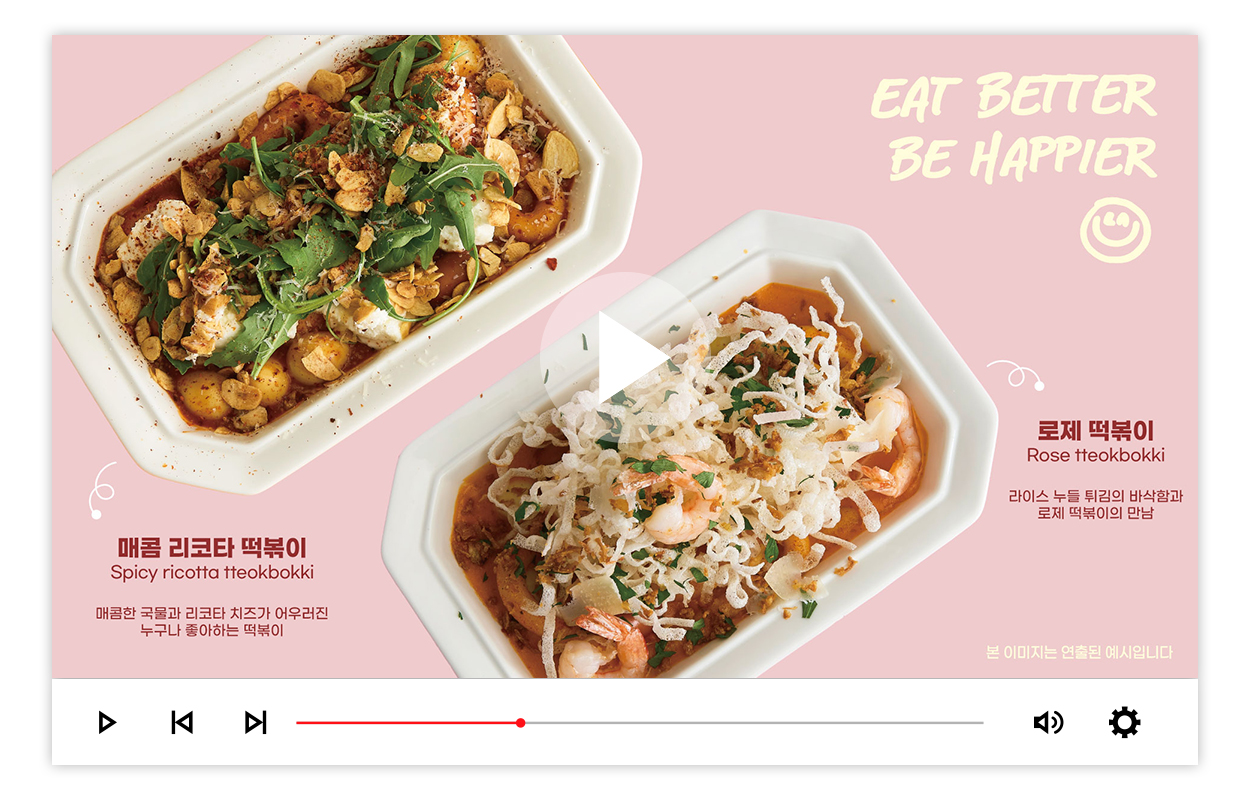 EAT BETTER
BE HAPPIER
로제 떡볶이
Rose tteokbokki
라이스 누들 튀김의 바삭함과
로제 떡볶이의 만남
매콤 리코타 떡볶이
Spicy ricotta tteokbokki
매콤한 국물과 리코타 치즈가 어우러진
누구나 좋아하는 떡볶이
본 이미지는 연출된 예시입니다